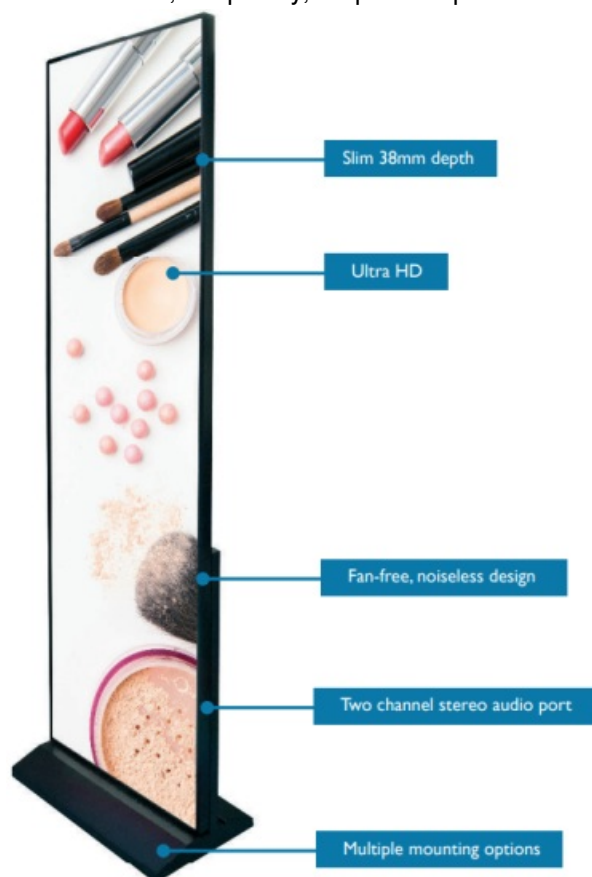 Slim 38mm depth
Ultra HD
Fan-free, noiseless design
Two channel stereo audio port
Multiple mounting options